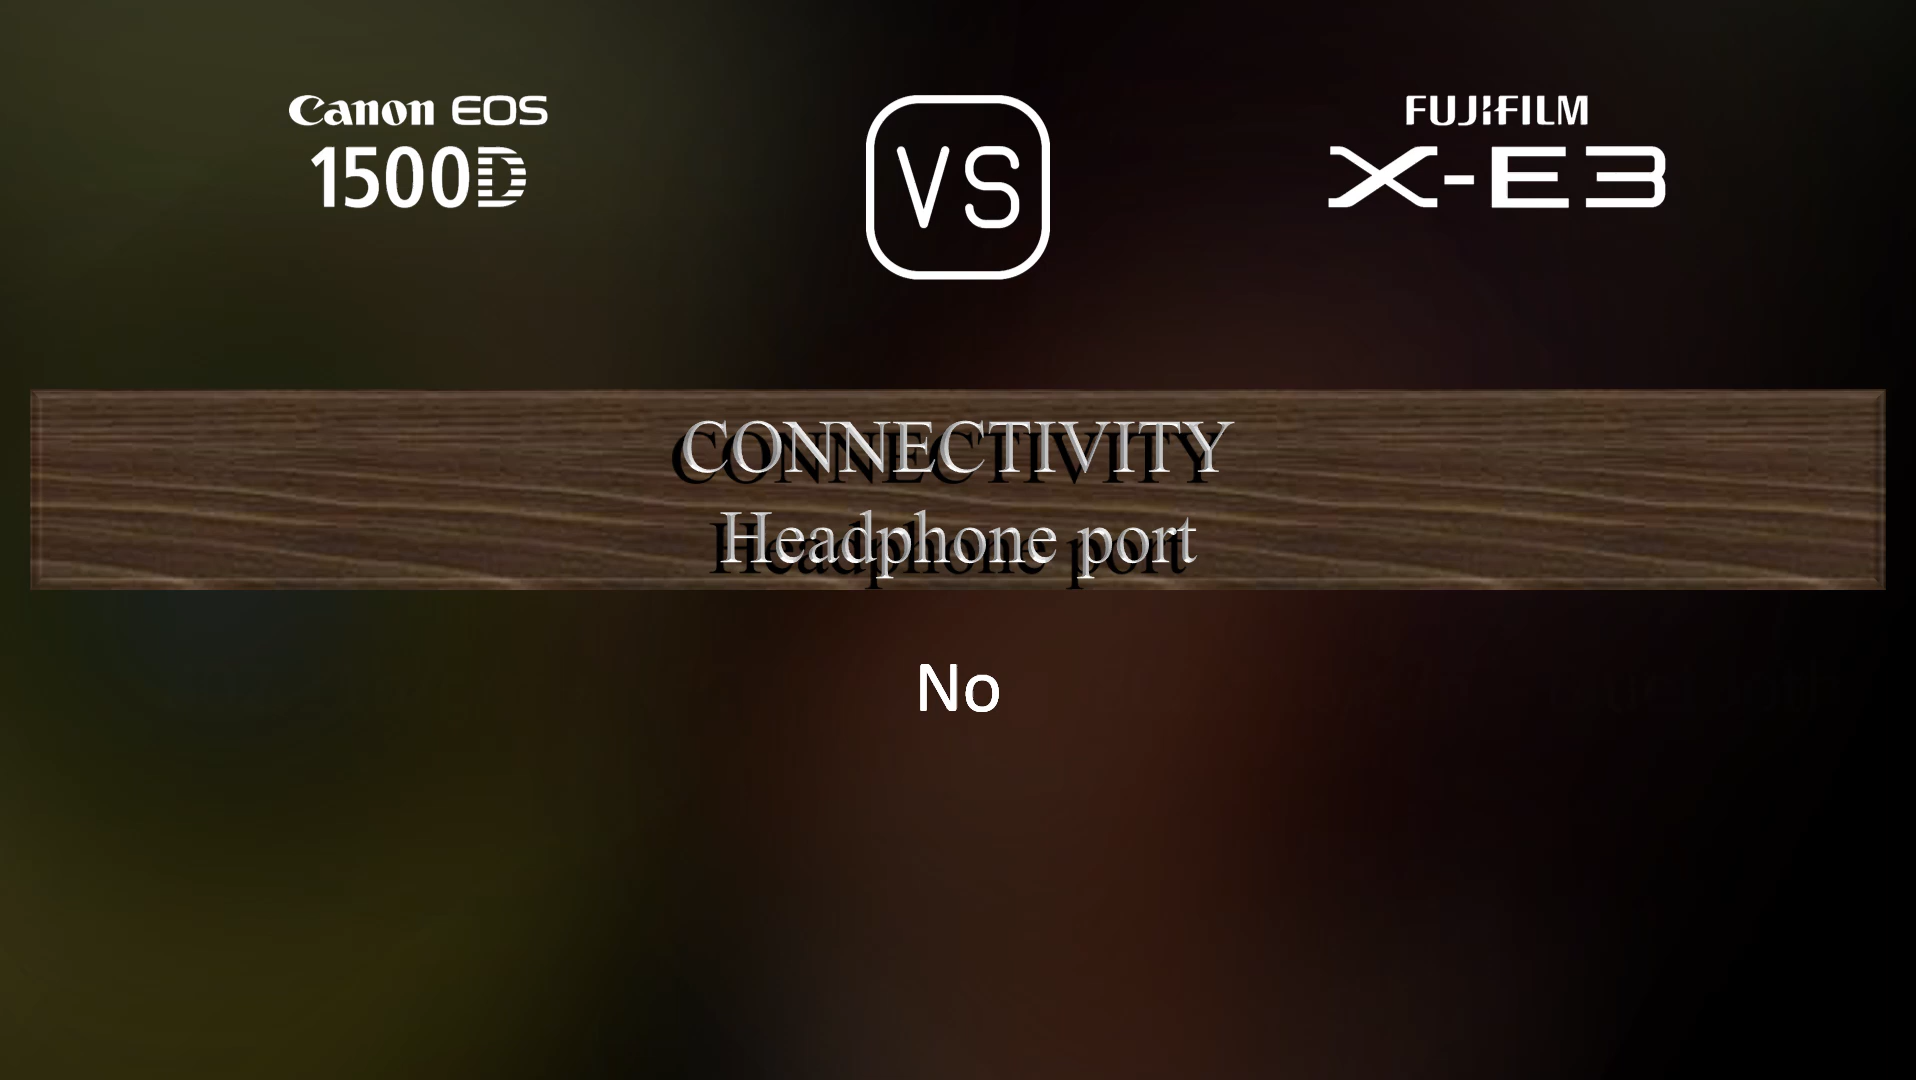 Canon EOS
1500D
VS
FUJIFILM
X-E3
CONNECTIVITY
Headphone port
No